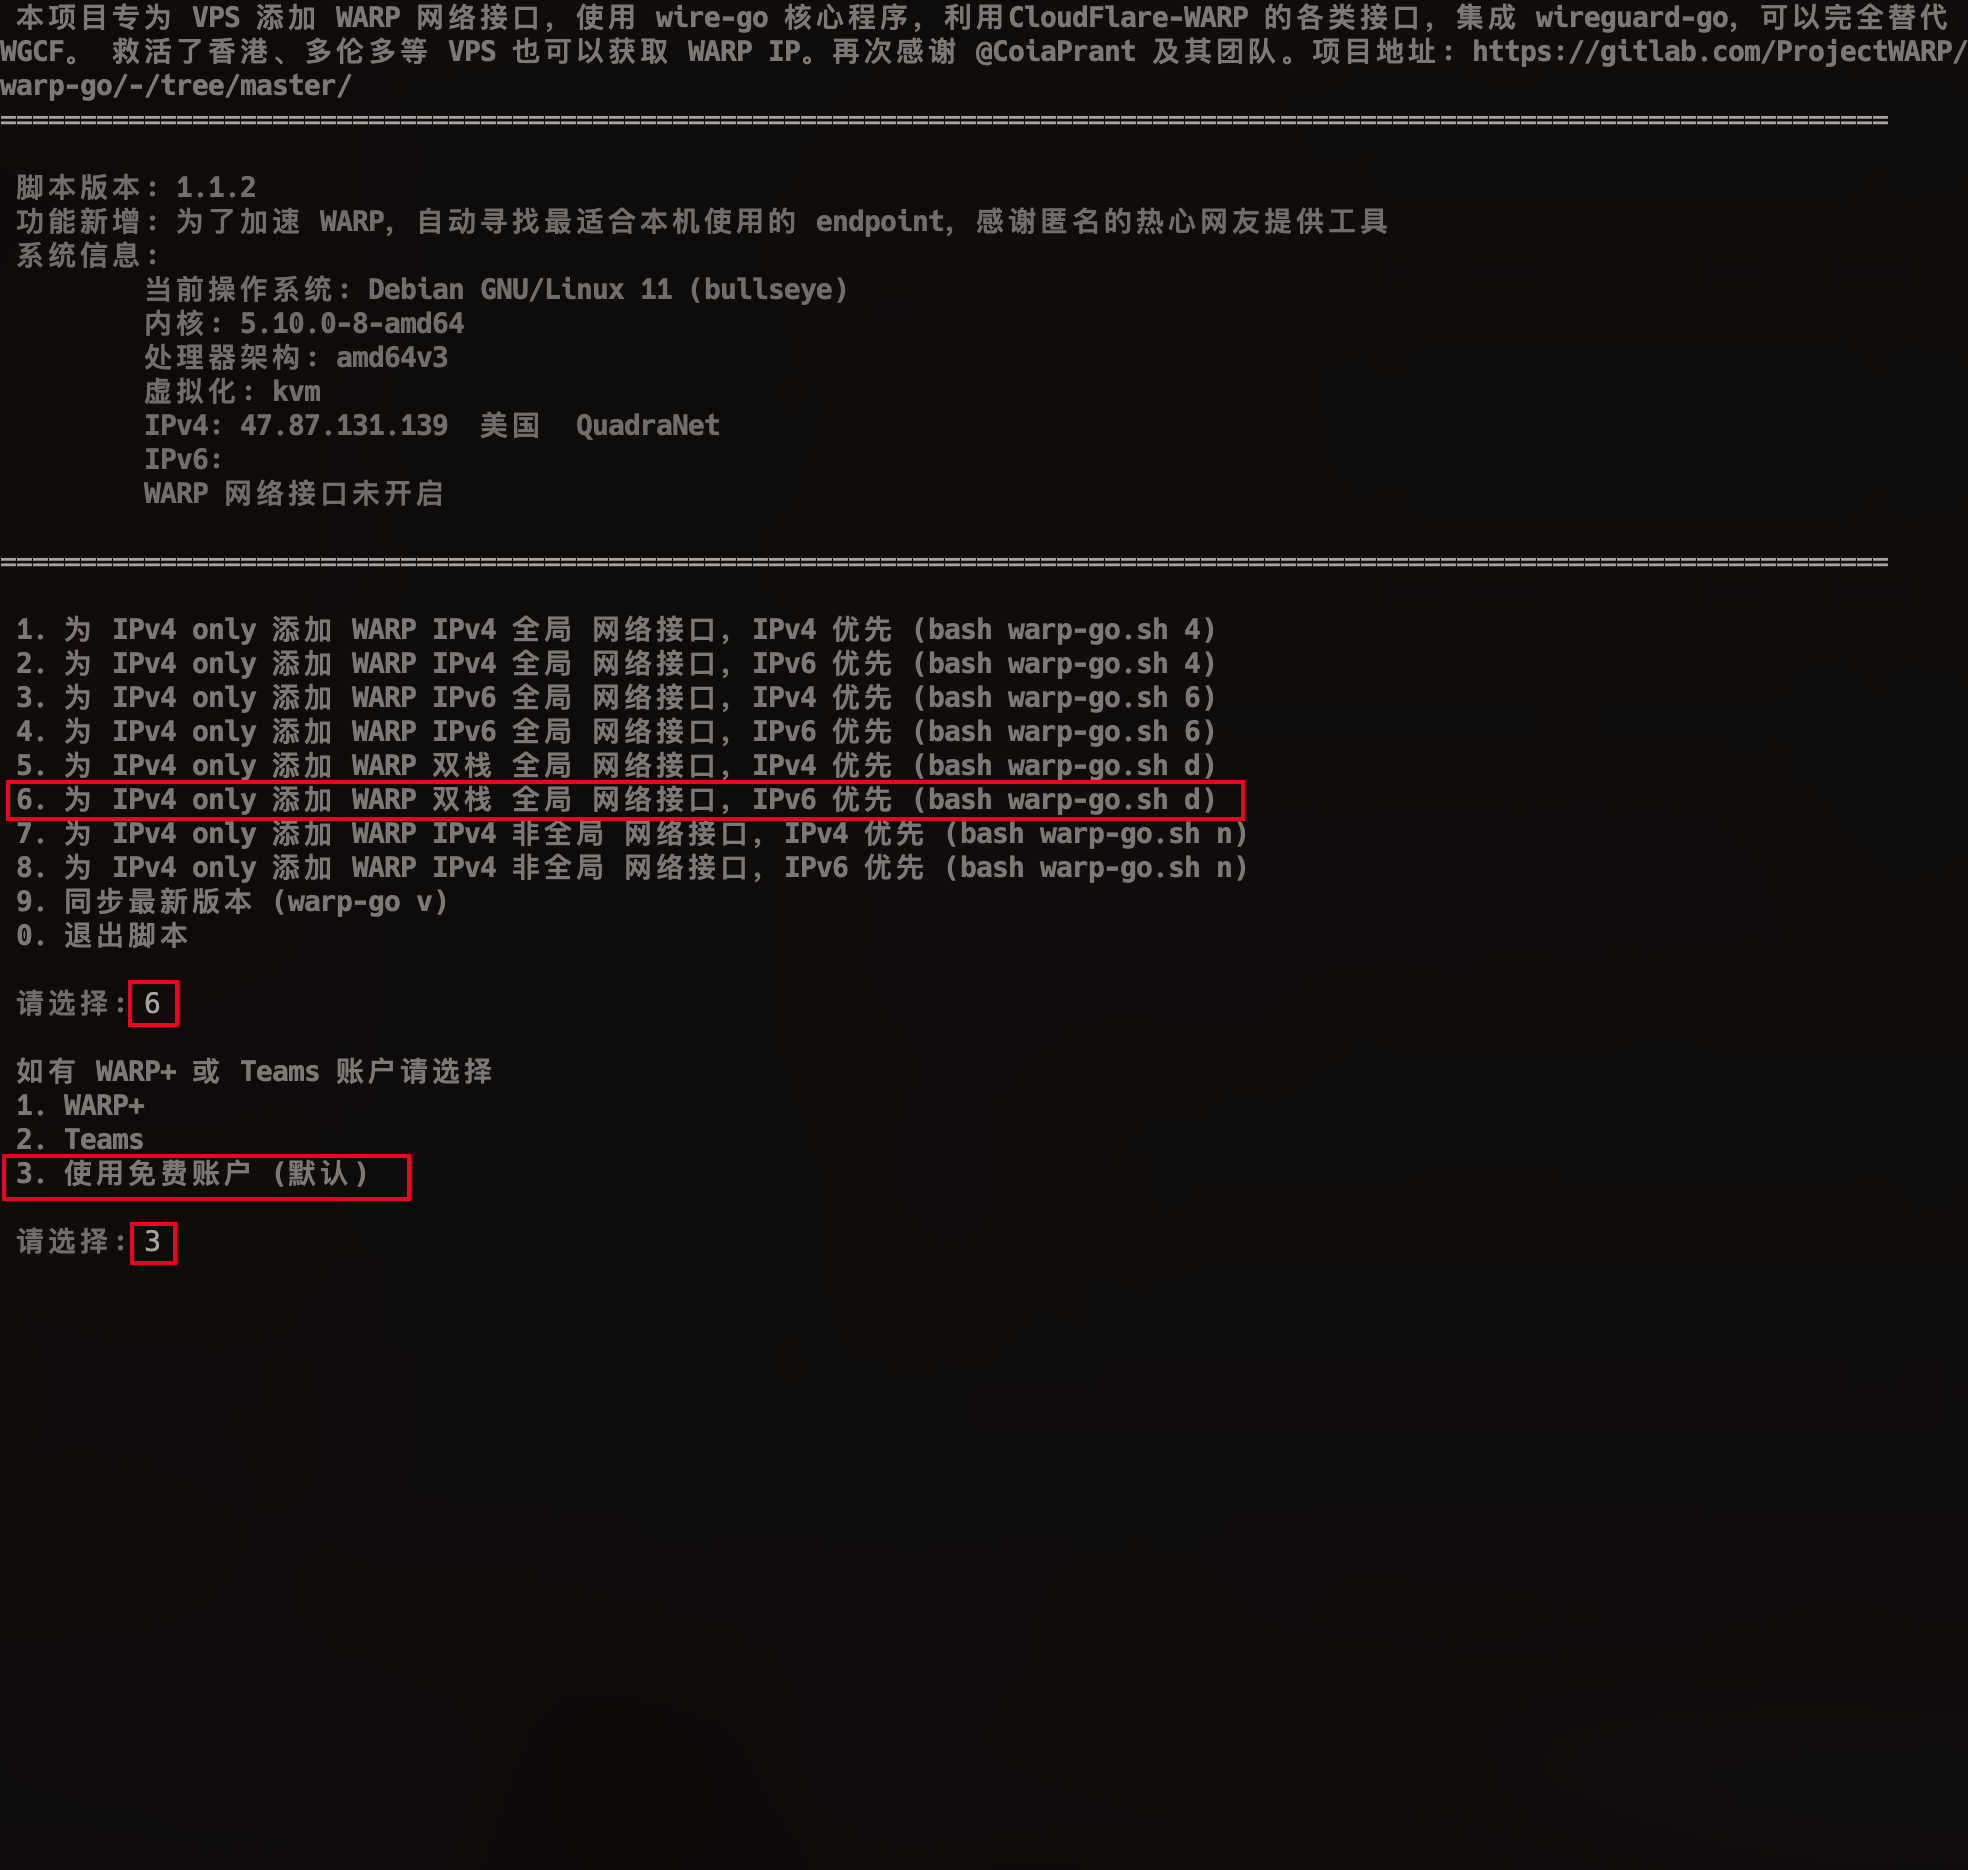 本项目专为 VPS 添加 WARP 网络接口，使用 wire-go 核心程序，利用CloudFlare-WARP 的各类接口，集成 wireguard-go，可以完全替代
WGCF。 救活了香港、多伦多等 VPS 也可以获取 WARP IP。再次感谢 @CoiaPrant 及其团队。项目地址：https://gitlab.com/ProjectWARP/
warp-go/-/tree/master/
======================================================================================================================
脚本版本：1.1.2
功能新增：为了加速 WARP，自动寻找最适合本机使用的 endpoint，感谢匿名的热心网友提供工具
系统信息：
当前操作系统：Debian GNU/Linux 11 (bullseye)
内核：5.10.0-8-amd64
处理器架构：amd64v3
虚拟化：kvm
IPv4: 47.87.131.139  美国  QuadraNet
IPv6:
WARP 网络接口未开启
======================================================================================================================
1. 为 IPv4 only 添加 WARP IPv4 全局 网络接口，IPv4 优先 (bash warp-go.sh 4)
2. 为 IPv4 only 添加 WARP IPv4 全局 网络接口，IPv6 优先 (bash warp-go.sh 4)
3. 为 IPv4 only 添加 WARP IPv6 全局 网络接口，IPv4 优先 (bash warp-go.sh 6)
4. 为 IPv4 only 添加 WARP IPv6 全局 网络接口，IPv6 优先 (bash warp-go.sh 6)
5. 为 IPv4 only 添加 WARP 双栈 全局 网络接口，IPv4 优先 (bash warp-go.sh d)
6. 为 IPv4 only 添加 WARP 双栈 全局 网络接口，IPv6 优先 (bash warp-go.sh d)
7. 为 IPv4 only 添加 WARP IPv4 非全局 网络接口，IPv4 优先 (bash warp-go.sh n)
8. 为 IPv4 only 添加 WARP IPv4 非全局 网络接口，IPv6 优先 (bash warp-go.sh n)
9. 同步最新版本 (warp-go v)
0. 退出脚本
请选择：6
如有 WARP+ 或 Teams 账户请选择
1. WARP+
2. Teams
3. 使用免费账户 (默认)
请选择：3